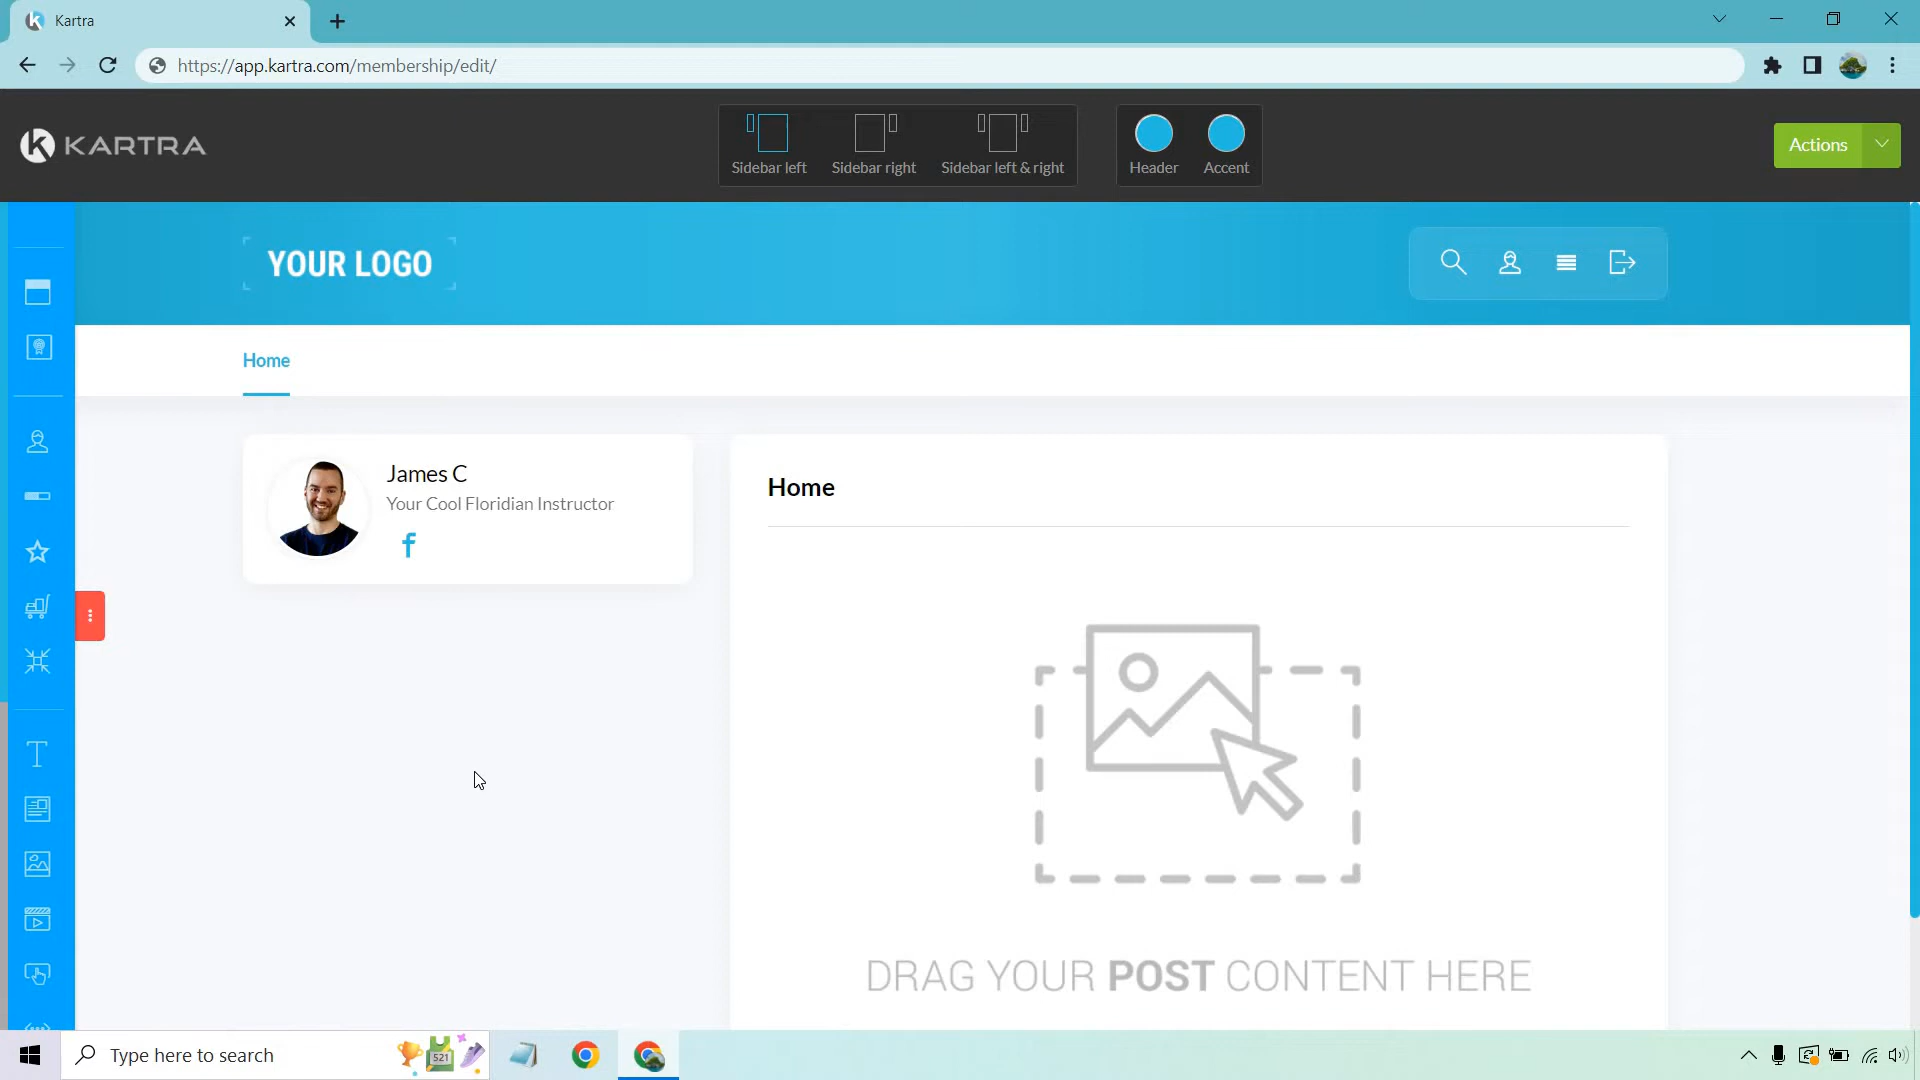 Kartra
https://app.kartra.com/membership/edit/
KARTRA
Sidebar left
Sidebar right
Sidebar left & right
Header
Accent
Actions
YOUR LOGO
Home
James C
Your Cool Floridian Instructor
Home
DRAG YOUR POST CONTENT HERE
Type here to search
521